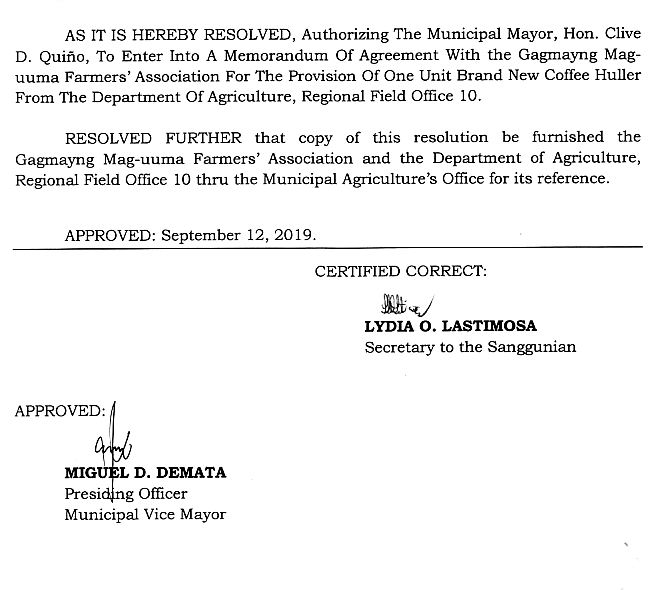 AS IT IS HEREBY RESOLVED, Authorizing The Municipal Mayor, Hon. Clive
D. Quiño, To Enter Into A Memorandum Of Agreement With the Gagmayng Mag-
uuma Farmers' Association For The Provision Of One Unit Brand New Coffee Huller
From The Department Of Agriculture, Regional Field Office 10.
RESOLVED FURTHER that copy of this resolution be furnished the
Gagmayng Mag-uuma Farmers' Association and the Department of Agriculture,
Regional Field Office 10 thru the Municipal Agriculture's Office for its reference.
APPROVED: September 12, 2019.
CERTIFIED CORRECT:
LYDIA O. LASTIMOSA
Secretary to the Sanggunian
APPROVED:
MIGUEL D. DEMATA
Presiding Officer
Municipal Vice Mayor